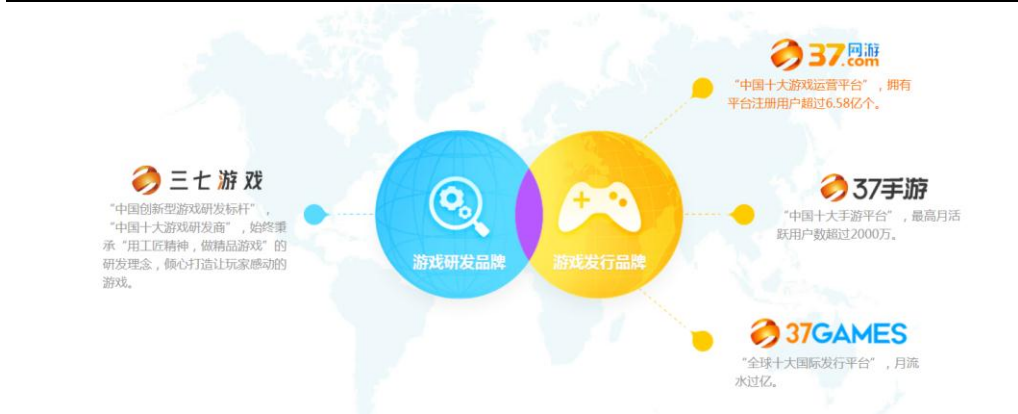 三七游戏
“中国创新型游戏研发标杆”，
“中国十大游戏研发商”，始终秉
承“用工匠精神，做精品游戏”的
研发理念，倾心打造让玩家感动的
游戏。
游戏研发品牌
游戏发行品牌
37网游
.com
“中国十大游戏运营平台”，拥有
平台注册用户超过6.58亿个。
37手游
“中国十大手游平台”，最高月活
跃用户数超过2000万。
37GAMES
“全球十大国际发行平台”，月流
水过亿。